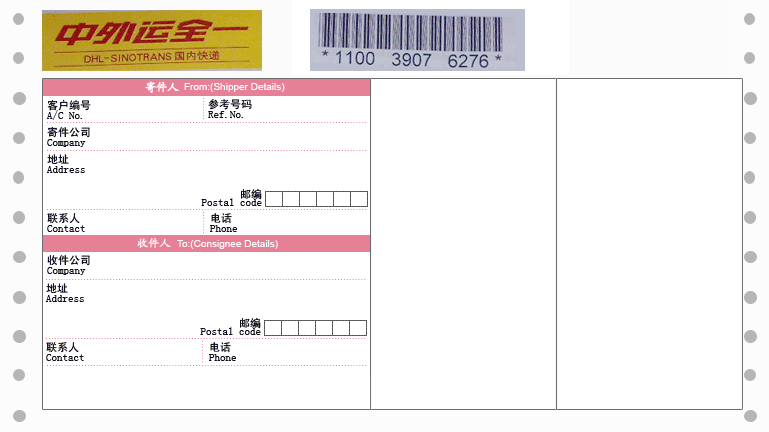 中外运全一
DHL-SINOTRANS 国内快递
*1100 3907 6276*
寄件人 From:(Shipper Details)
客户编号 参考号码
A/C No. Ref.No.
寄件公司
Company
地址
Address
邮编
Postal code
联系人 电话
Contact Phone
收件人 To:(Consignee Details)
收件公司
Company
地址
Address
邮编
Postal code
联系人 电话
Contact Phone